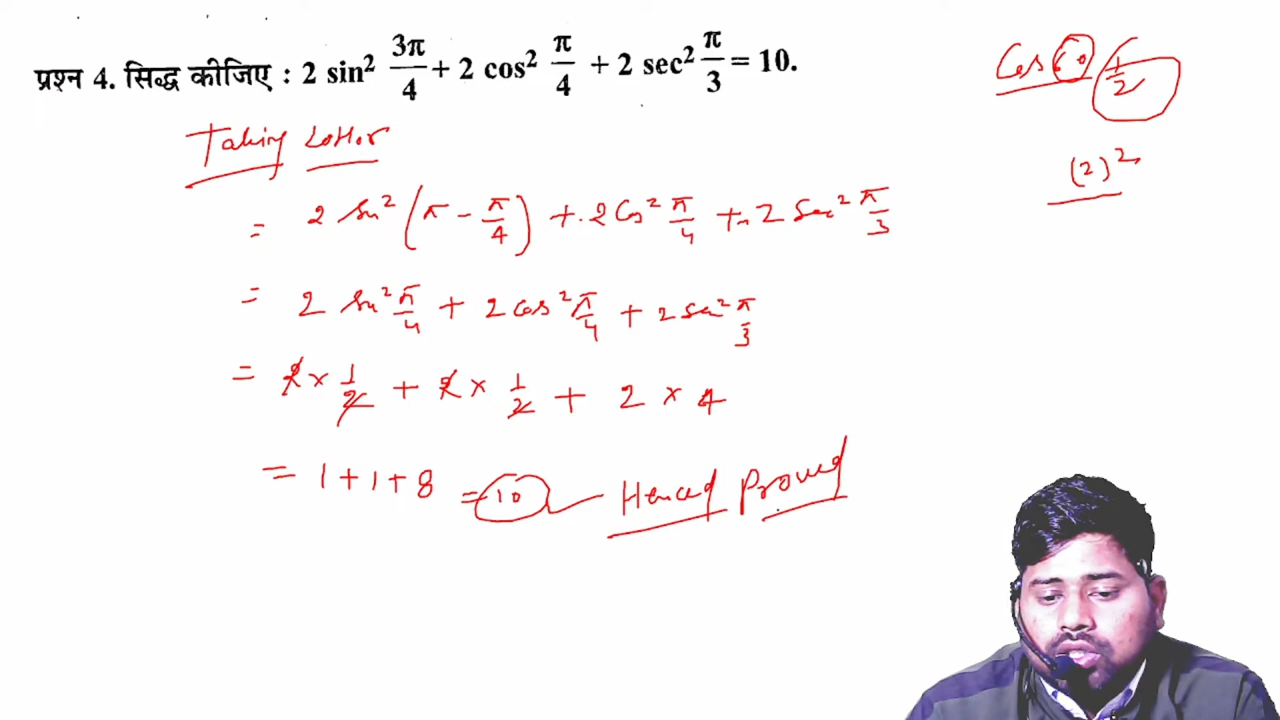 प्रश्न 4. सिद्ध कीजिए : 2 sin² 3π/4 + 2 cos² π/4 + 2 sec² π/3 = 10.
Cos 60 1/2
(2)²
Taking
= 2 sin² (π - π/4) + 2 Cos² π/4 + 2 Sec² π/3
= 2 sin² π/4 + 2 cos² π/4 + 2 sec² π/3
= 2 × 1/2 + 2 × 1/2 + 2 × 4
= 1 + 1 + 8 = 10 Henced Proved